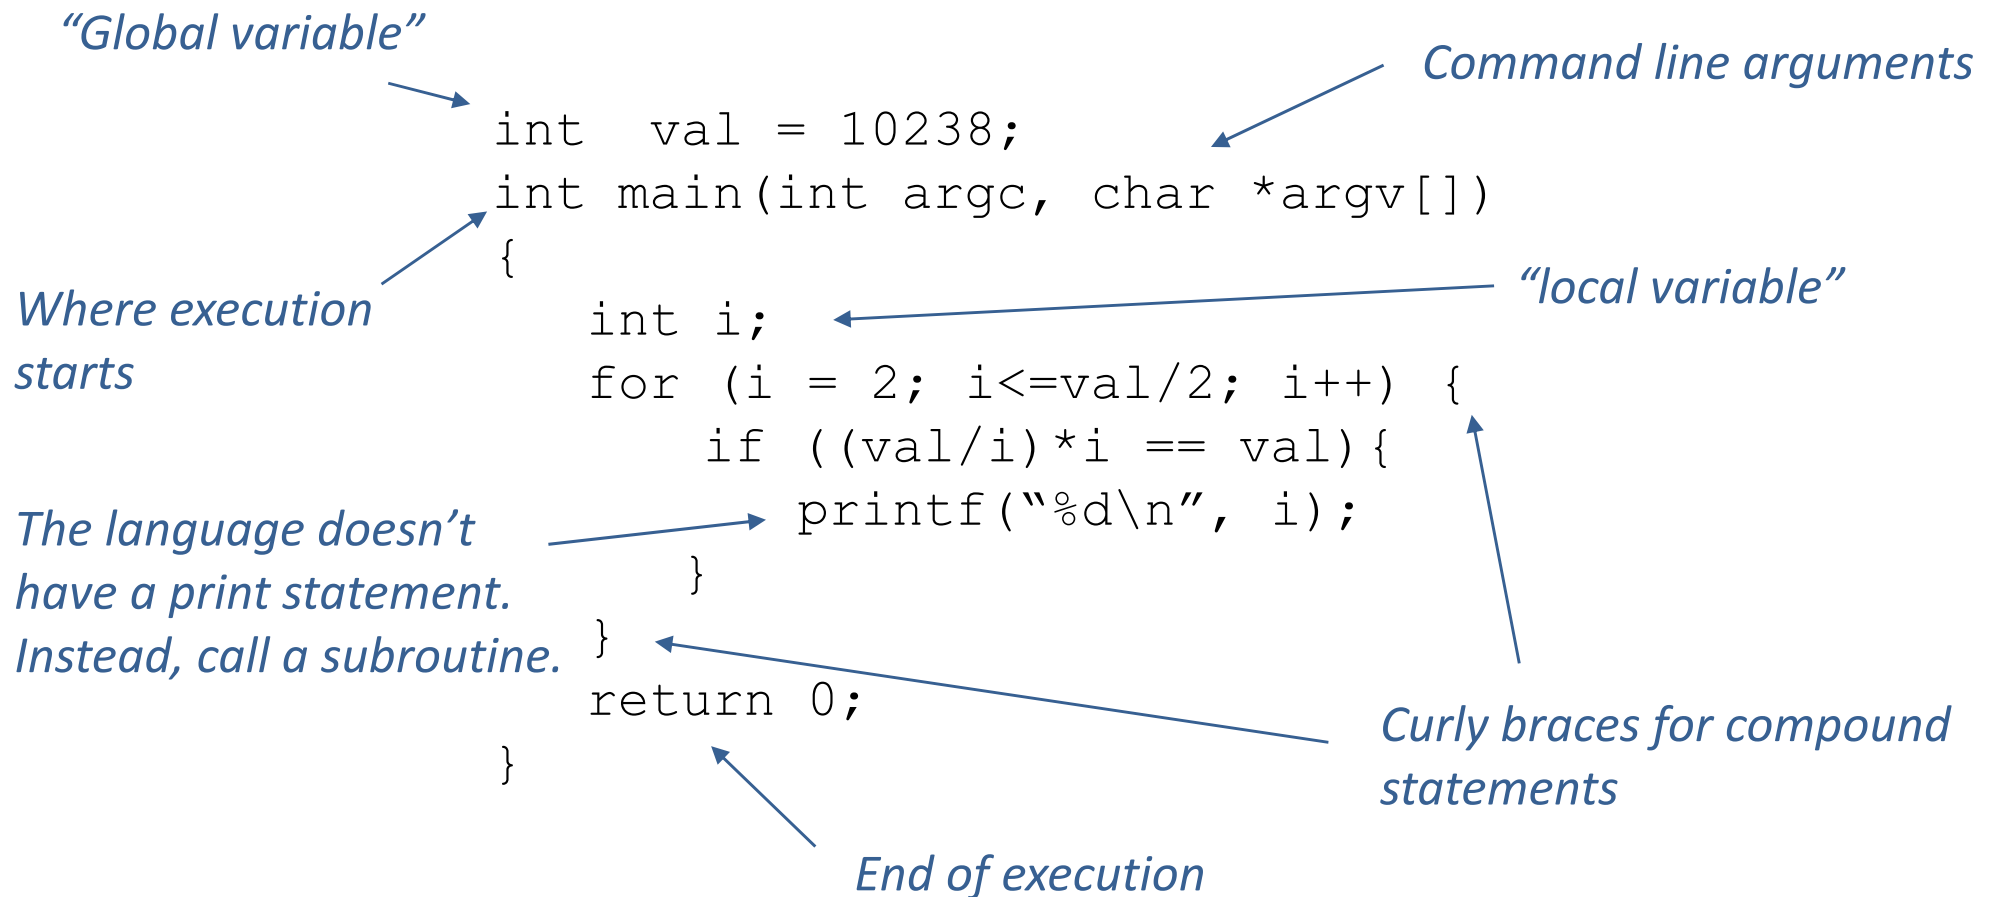 “Global variable”
Command line arguments
int  val = 10238;
int main(int argc, char *argv[])
{
Where execution
starts
“local variable”
int i;
for (i = 2; i<=val/2; i++) {
if ((val/i)*i == val){
printf(“%d\n”, i);
The language doesn’t
have a print statement.
Instead, call a subroutine.
}
}
return 0;
Curly braces for compound
statements
}
End of execution